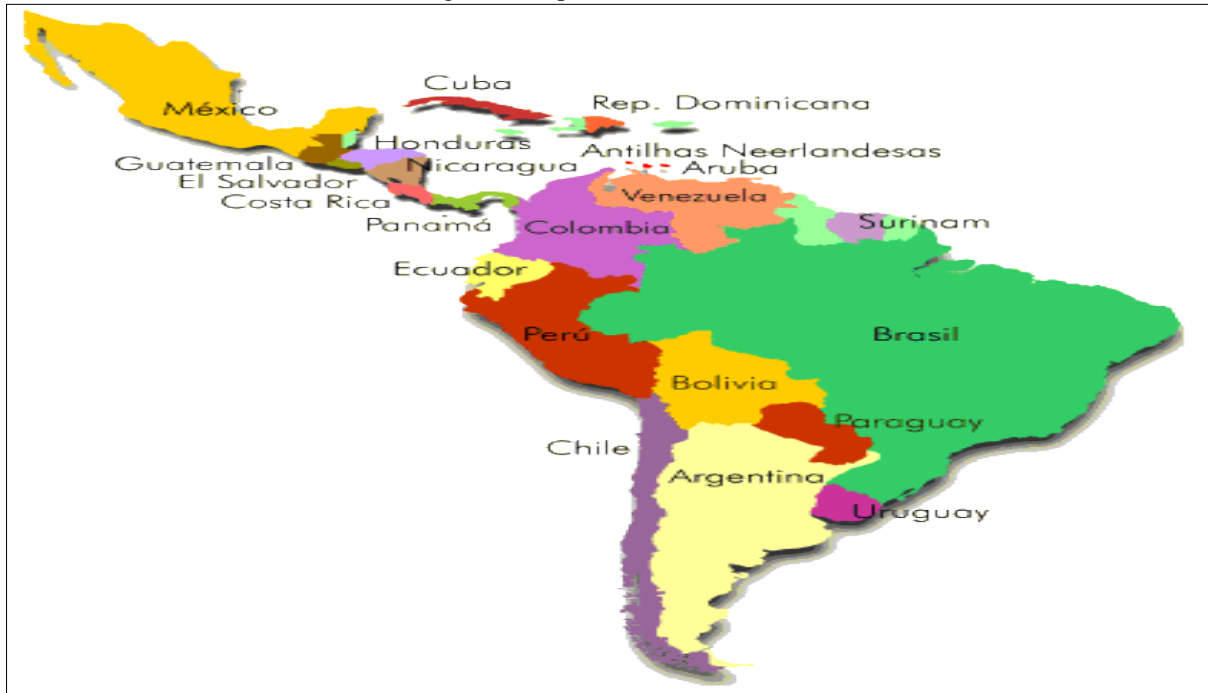 Cuba
Rep. Dominicana
México
Honduras
Antilhas Neerlandesas
Guatemala
Nicaragua
Aruba
El Salvador
Venezuela
Costa Rica
Panamá
Colombia
Surinam
Ecuador
Perú
Brasil
Bolivia
Paraguay
Chile
Argentina
Uruguay